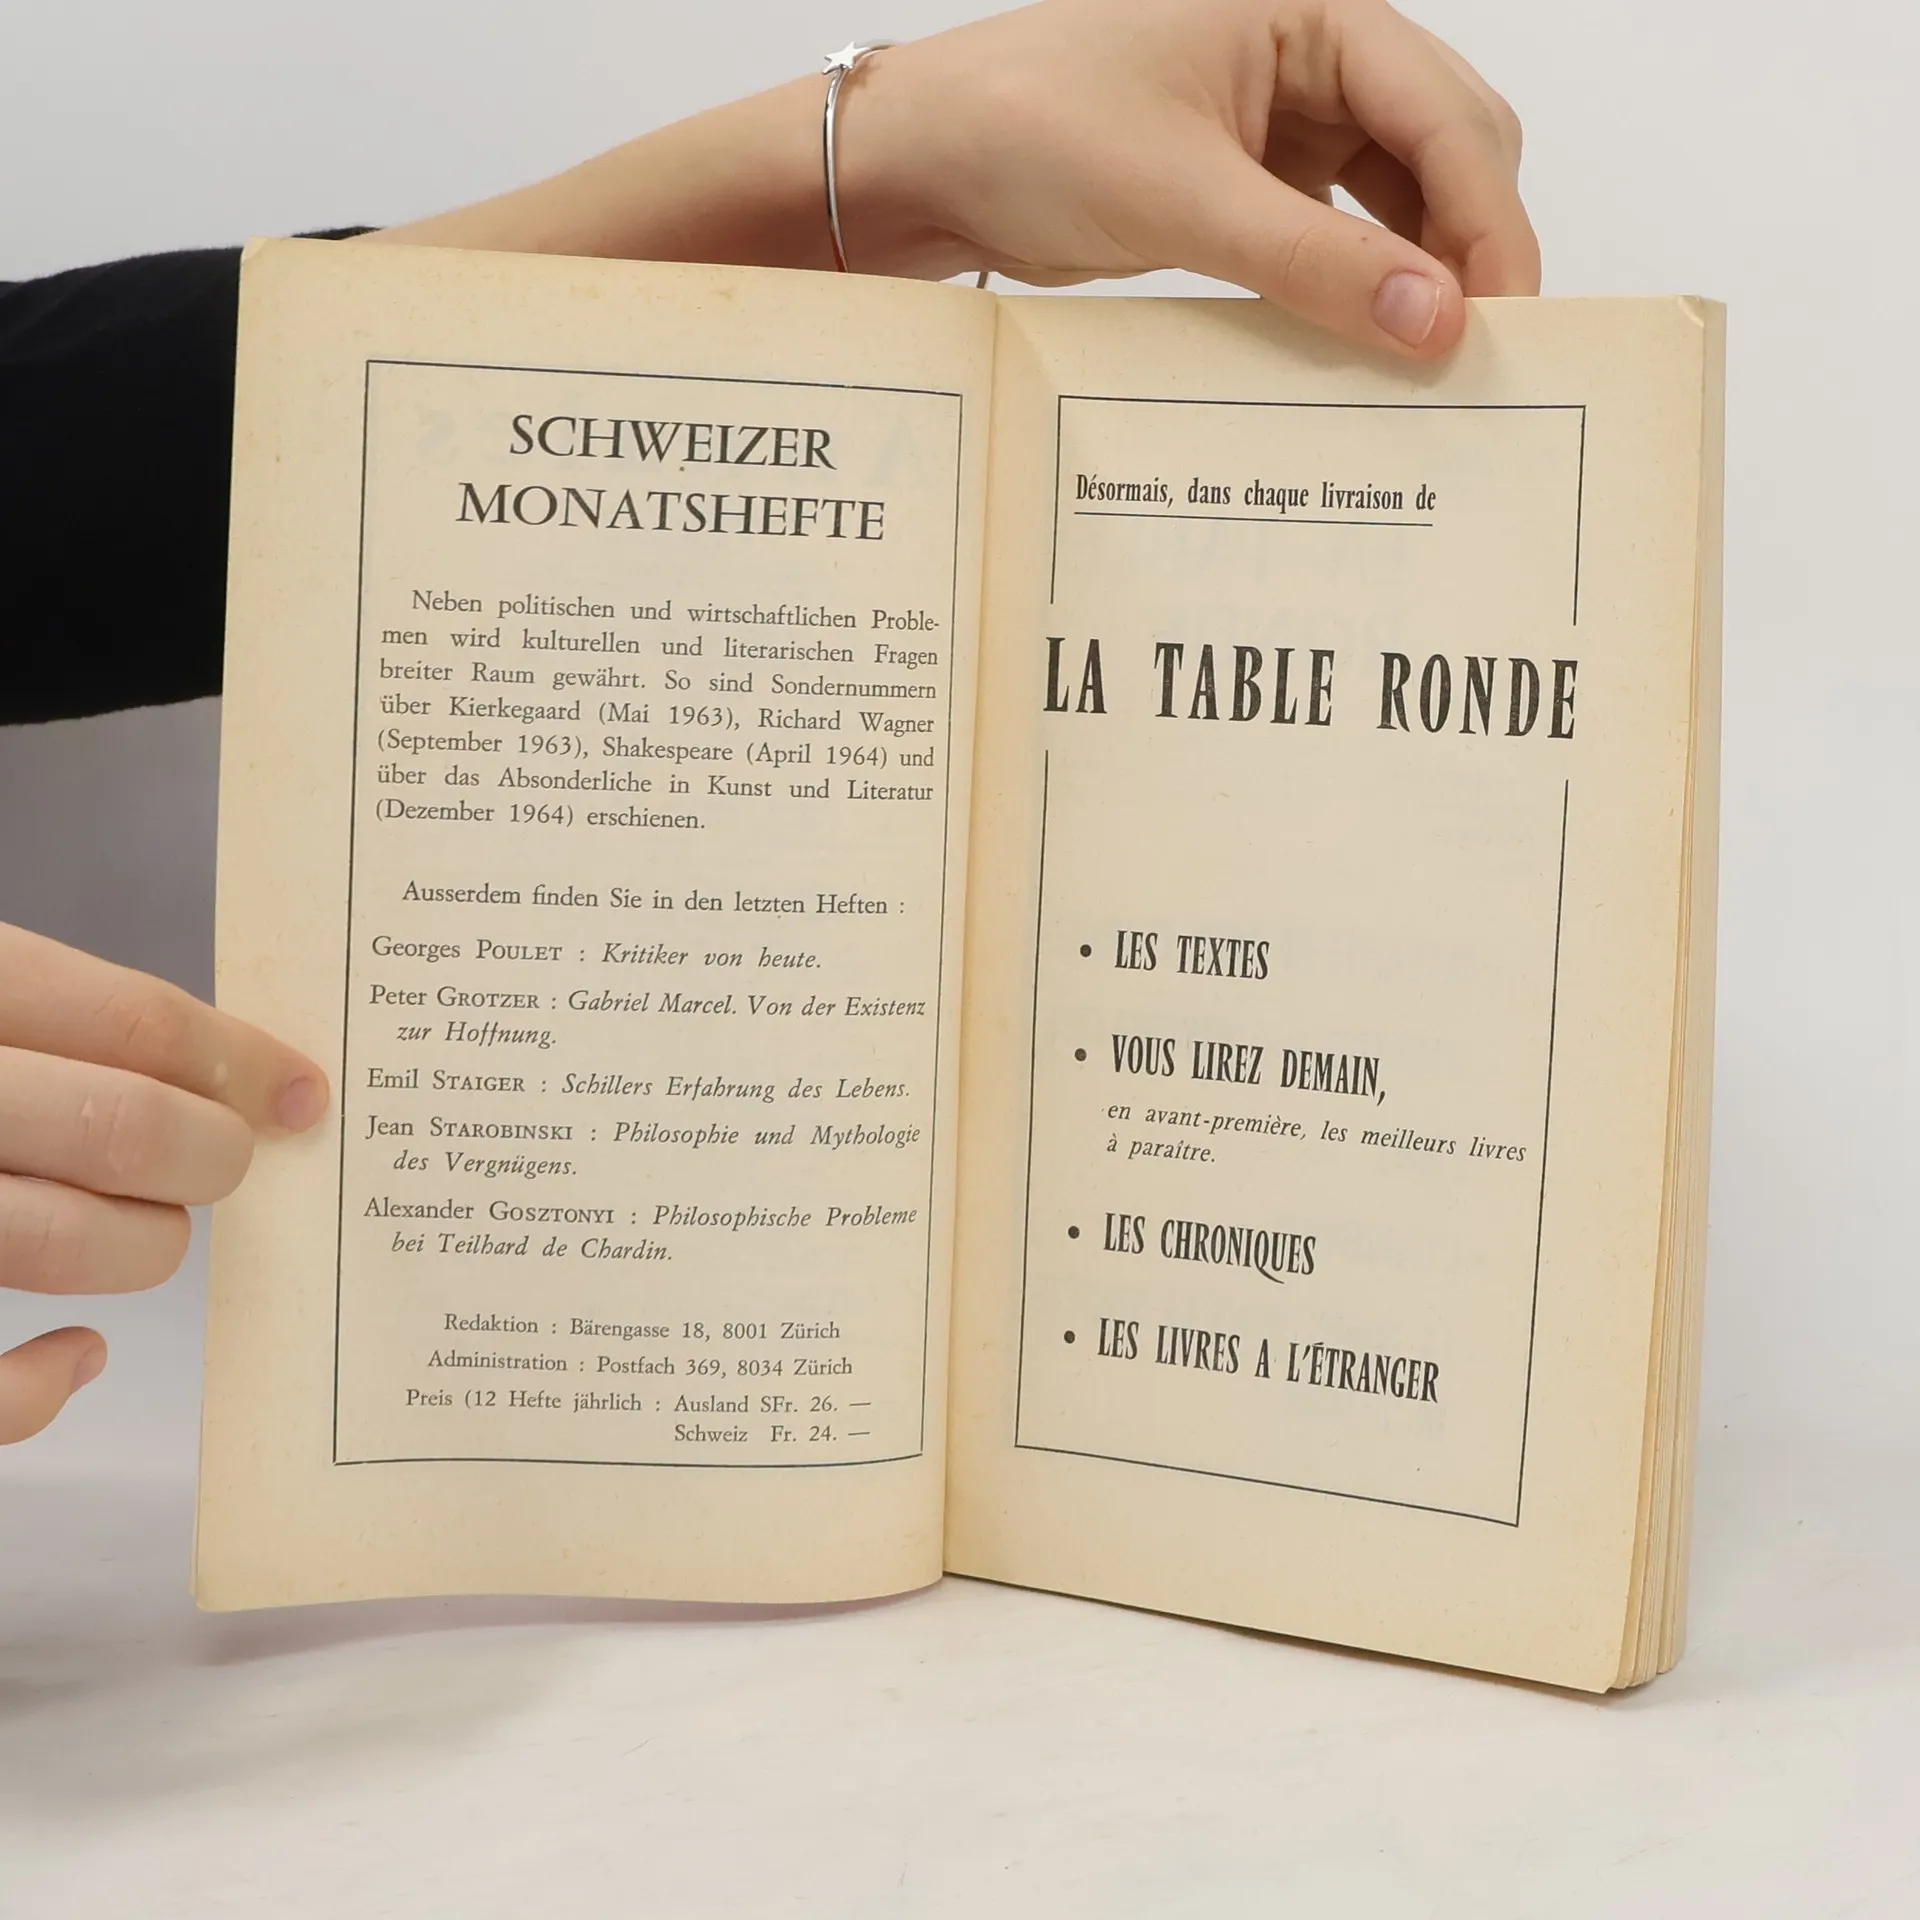 SCHWEIZER
MONATSHEFTE
Neben politischen und wirtschaftlichen Proble-
men wird kulturellen und literarischen Fragen
breiter Raum gewährt. So sind Sondernummern
über Kierkegaard (Mai 1963), Richard Wagner
(September 1963), Shakespeare (April 1964) und
über das Absonderliche in Kunst und Literatur
(Dezember 1964) erschienen.
Ausserdem finden Sie in den letzten Heften :
Georges POULET : Kritiker von heute.
Peter GROTZER : Gabriel Marcel. Von der Existenz
zur Hoffnung.
Emil STAIGER : Schillers Erfahrung des Lebens.
Jean STAROBINSKI : Philosophie und Mythologie
des Vergnügens.
Alexander GOSZTONYI : Philosophische Probleme
bei Teilhard de Chardin.
Redaktion : Bärengasse 18, 8001 Zürich
Administration : Postfach 369, 8034 Zürich
Preis (12 Hefte jährlich : Ausland SFr. 26. —
Schweiz Fr. 24. —
Désormais, dans chaque livraison de
LA TABLE RONDE
• LES TEXTES
• VOUS LIREZ DEMAIN,
en avant-première, les meilleurs livres
à paraître.
• LES CHRONIQUES
• LES LIVRES A L'ÉTRANGER